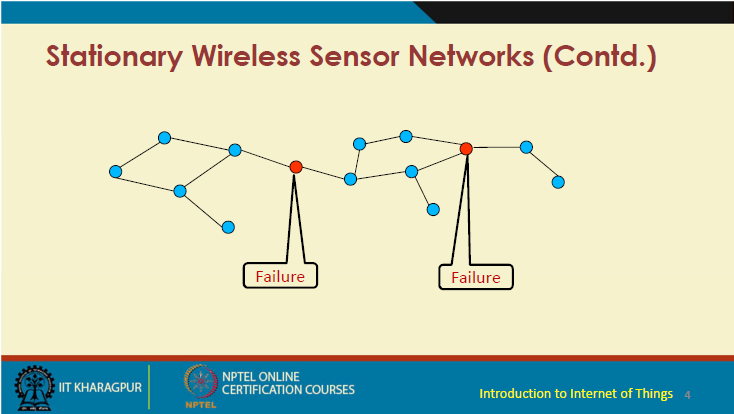 Stationary Wireless Sensor Networks (Contd.)
Failure
Failure
IIT KHARAGPUR
NPTEL
NPTEL ONLINE
CERTIFICATION COURSES
Introduction to Internet of Things 4